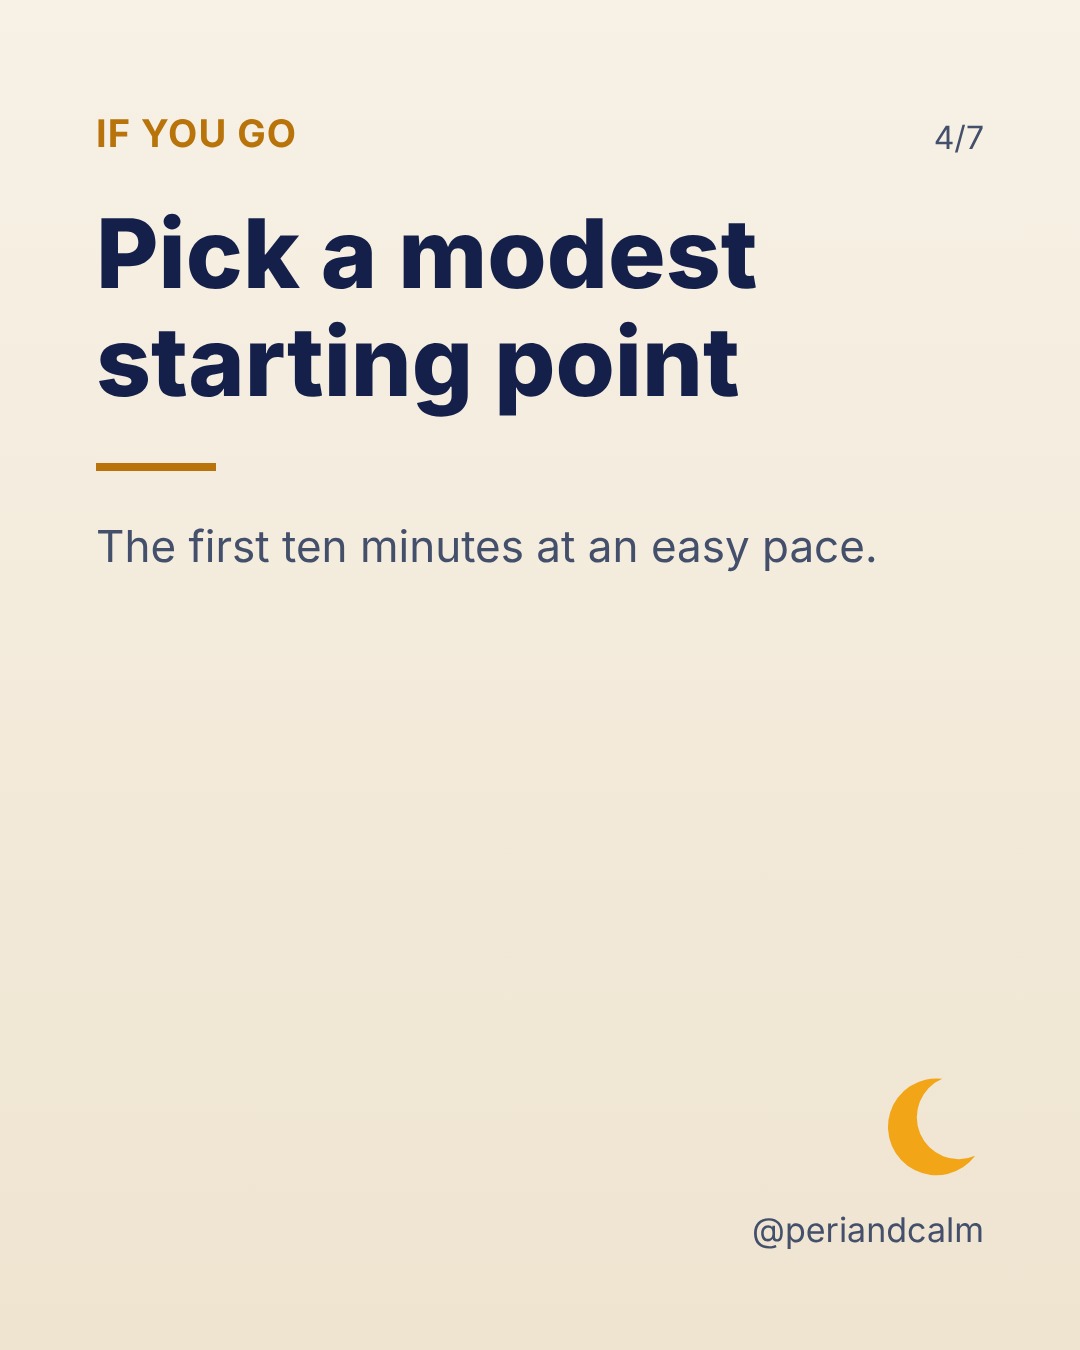 IF YOU GO
4/7
Pick a modest
starting point
The first ten minutes at an easy pace.
@periandcalm